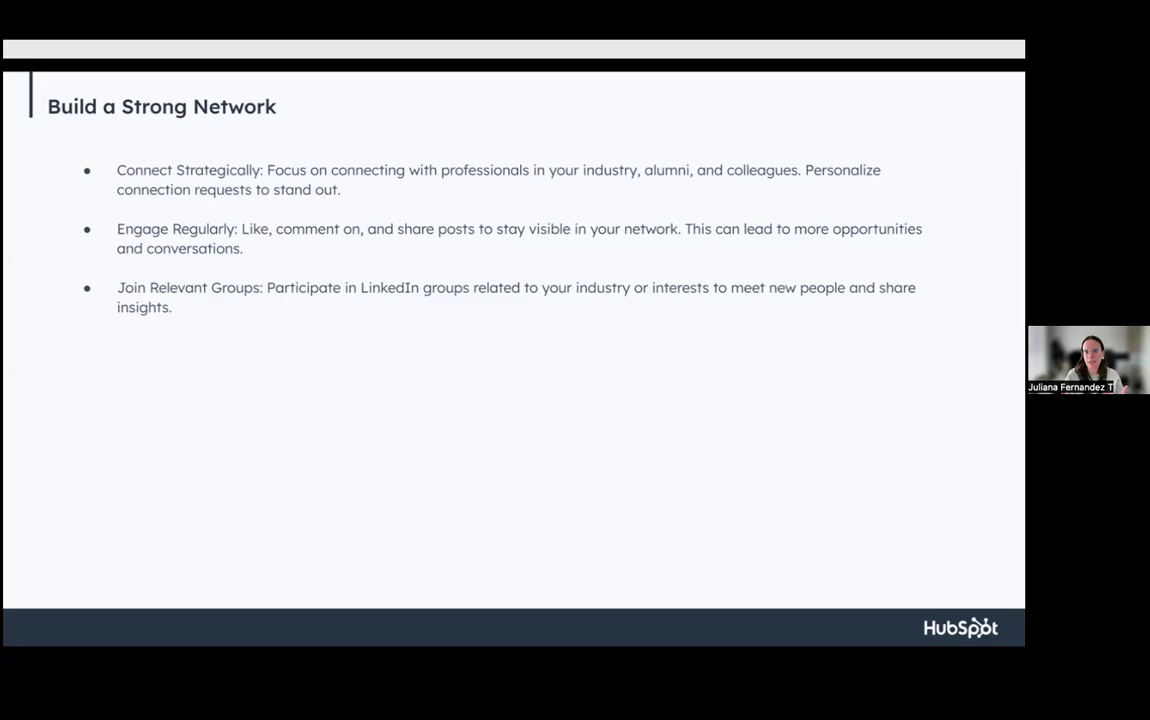 Build a Strong Network
● Connect Strategically: Focus on connecting with professionals in your industry, alumni, and colleagues. Personalize
connection requests to stand out.
● Engage Regularly: Like, comment on, and share posts to stay visible in your network. This can lead to more opportunities
and conversations.
● Join Relevant Groups: Participate in LinkedIn groups related to your industry or interests to meet new people and share
insights.
Juliana Fernandez T
HubSpot